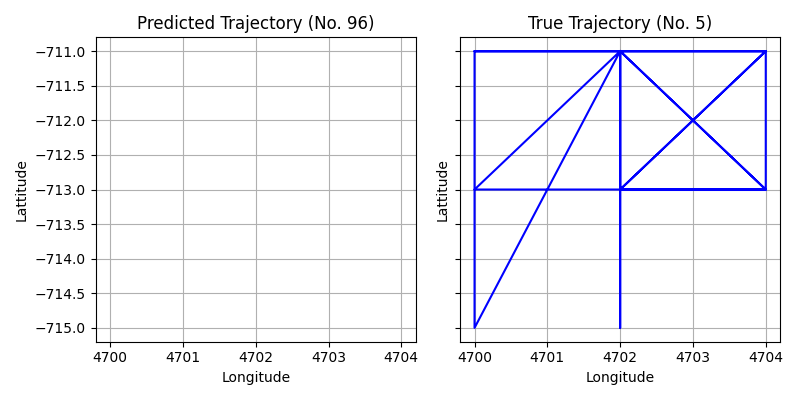 Predicted Trajectory (No. 96)
True Trajectory (No. 5)
Lattitude
−711.0
−711.5
−712.0
−712.5
−713.0
−713.5
−714.0
−714.5
−715.0
4700 4701 4702 4703 4704
Longitude
Lattitude
4700 4701 4702 4703 4704
Longitude